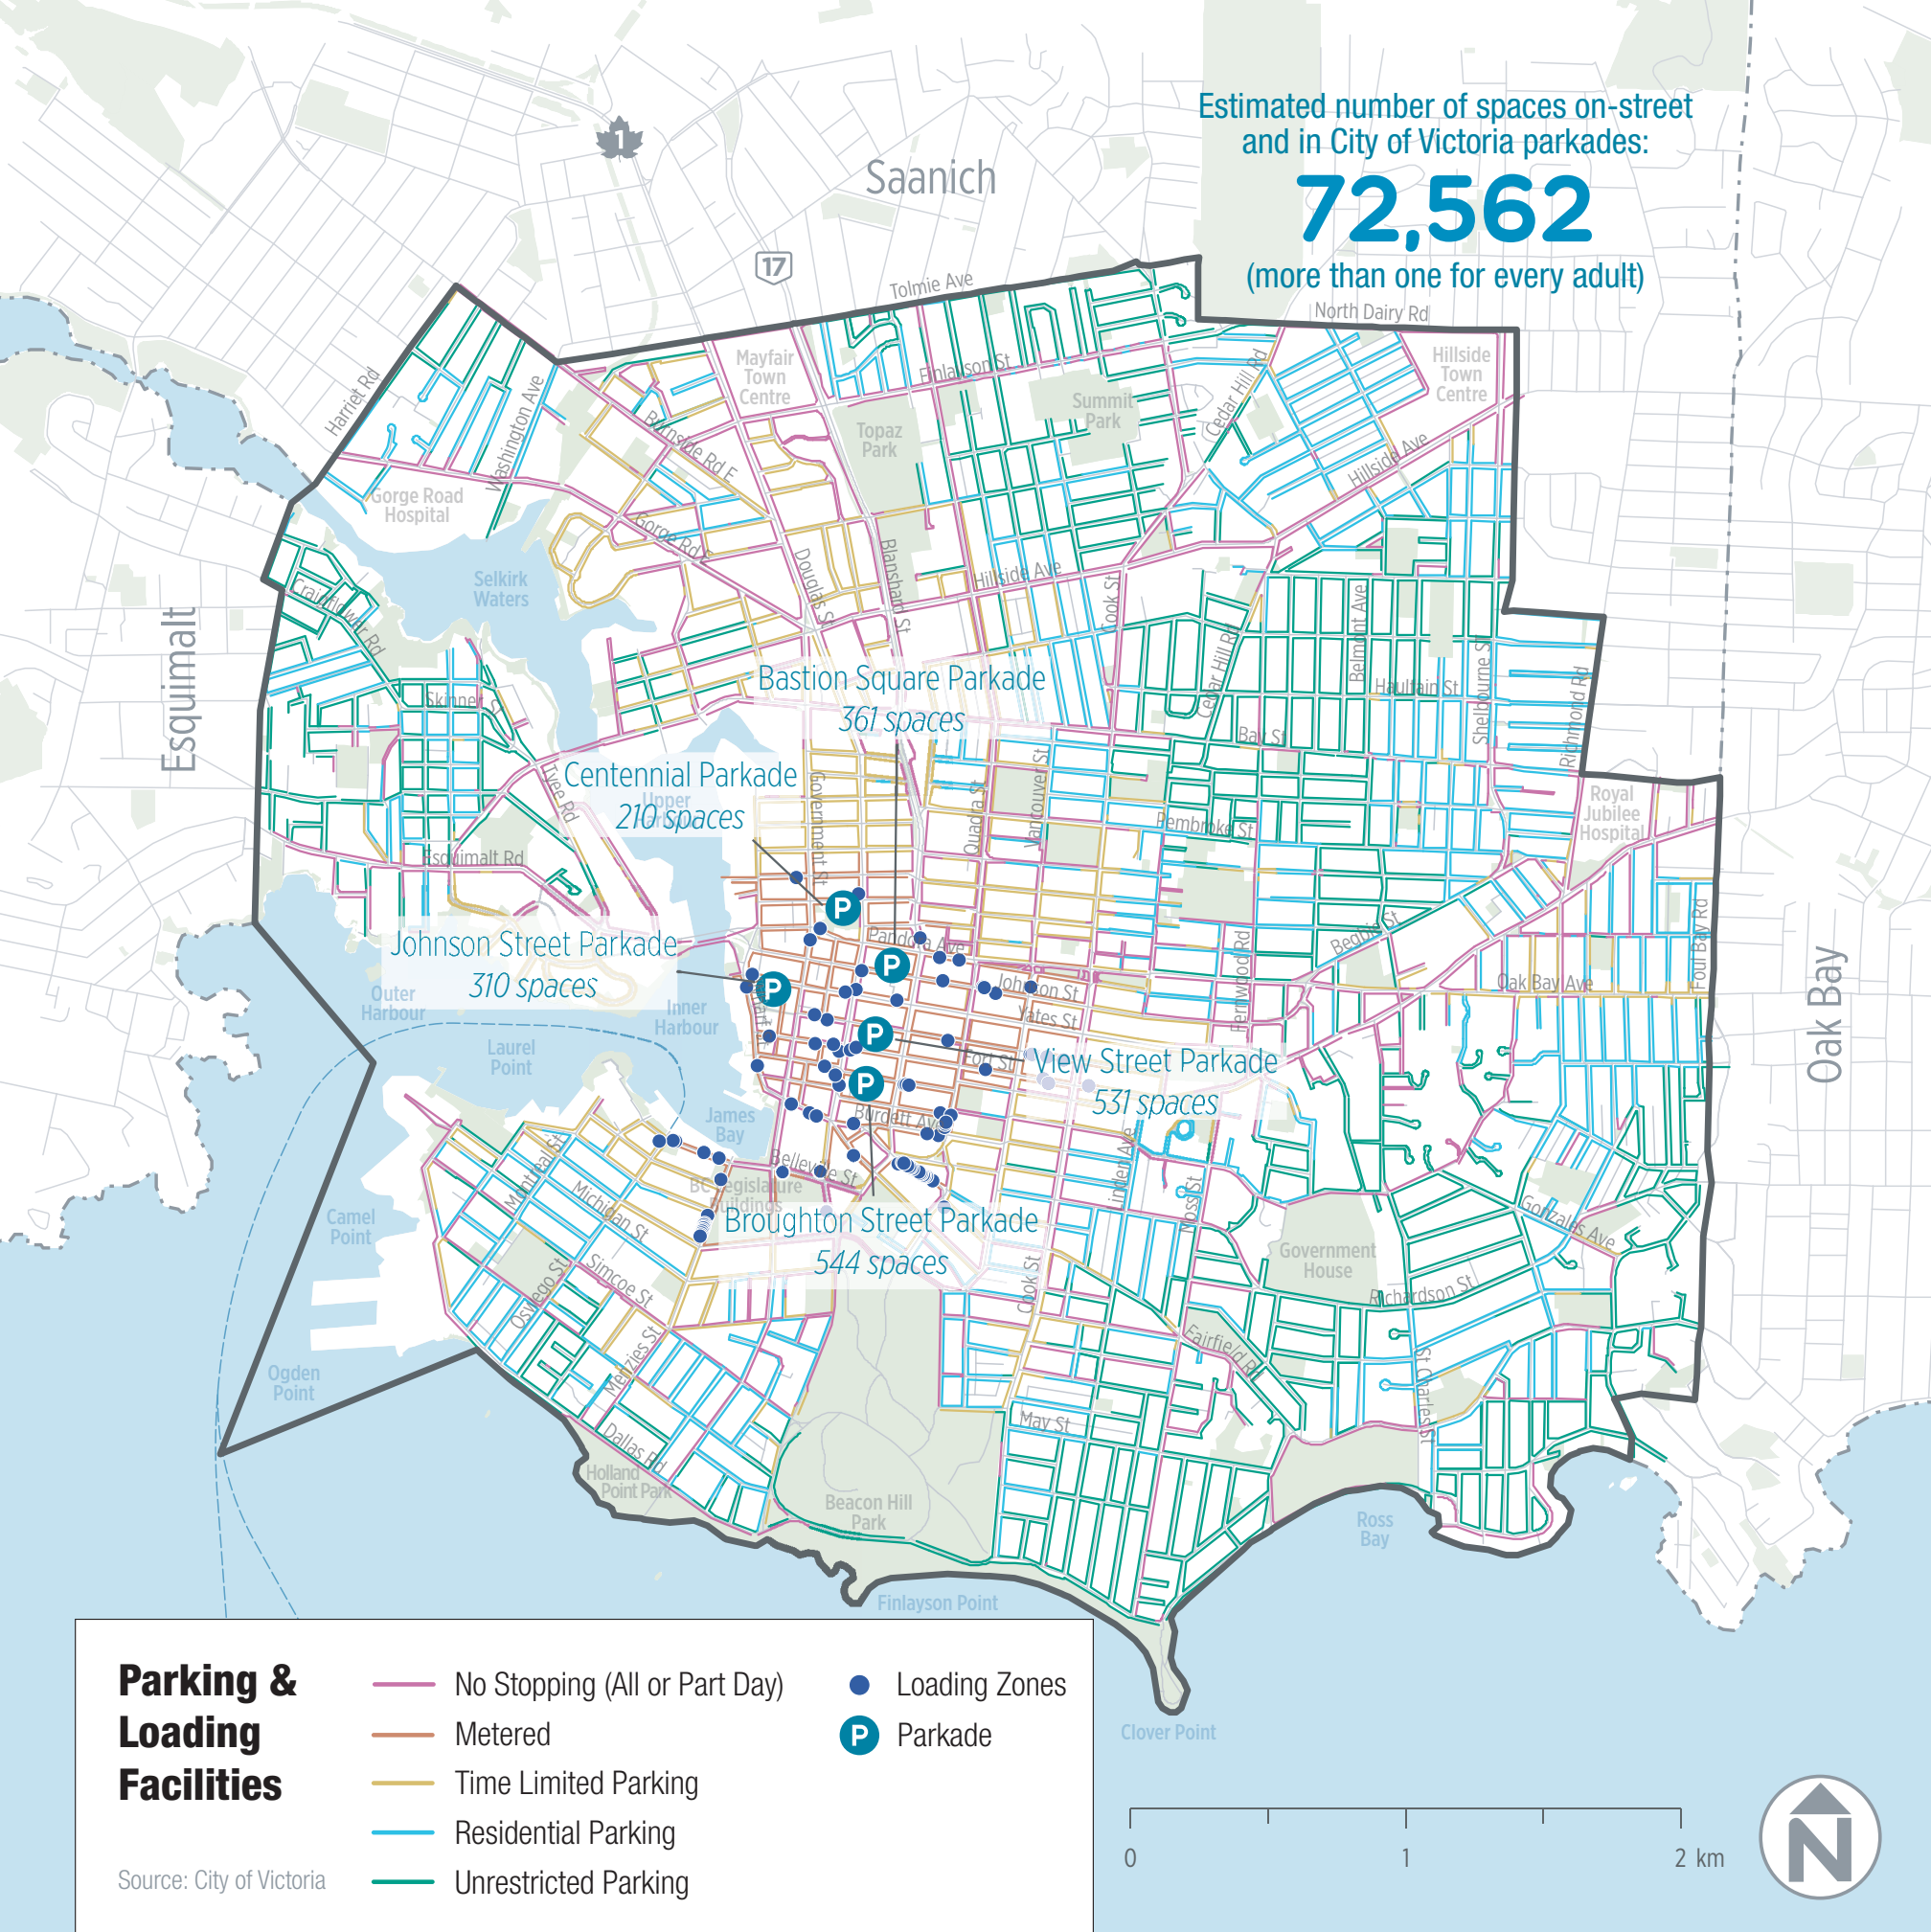 Estimated number of spaces on-street
and in City of Victoria parkades:
72,562
(more than one for every adult)
1
Saanich
17
Tolmie Ave
North Dairy Rd
Mayfair
Town
Centre
Finlayson St
Hillside
Town
Centre
Harriet Rd
Washington Ave
Burnside Rd E
Topaz
Park
Summit
Park
Cedar Hill Rd
Hillside Ave
Gorge Road
Hospital
Gorge Rd E
Selkirk
Waters
Douglas St
Blanshard St
Hillside Ave
Cook St
Craigflower Rd
Esquimalt
Cedar Hill Rd
Belmont Ave
Haultain St
Shelbourne St
Richmond Rd
Skinner St
Bastion Square Parkade
361 spaces
Bay St
Tyee Rd
Centennial Parkade
210 spaces
Upper
Government St
Quadra St
Vancouver St
Pembroke St
Royal
Jubilee
Hospital
Esquimalt Rd
P
Johnson Street Parkade
310 spaces
Pandora Ave
P
P
Fernwood Rd
Begbie St
Foul Bay Rd
Oak Bay Ave
Oak Bay
Outer
Harbour
Inner
Harbour
Johnson St
Yates St
Laurel
Point
P
Fort St
View Street Parkade
531 spaces
P
James
Bay
Burdett Ave
Belleville St
BC Legislature
Buildings
Linden Ave
Moss St
Montreal St
Michigan St
Camel
Point
Broughton Street Parkade
544 spaces
Gonzales Ave
Government
House
Simcoe St
Oswego St
Cook St
Richardson St
Ogden
Point
Menzies St
Fairfield Rd
St Charles St
May St
Dallas Rd
Holland
Point Park
Beacon Hill
Park
Ross
Bay
Finlayson Point
Clover Point
Parking &
Loading
Facilities
No Stopping (All or Part Day)
Metered
Time Limited Parking
Residential Parking
Unrestricted Parking
Loading Zones
P Parkade
Source: City of Victoria
0 1 2 km
N